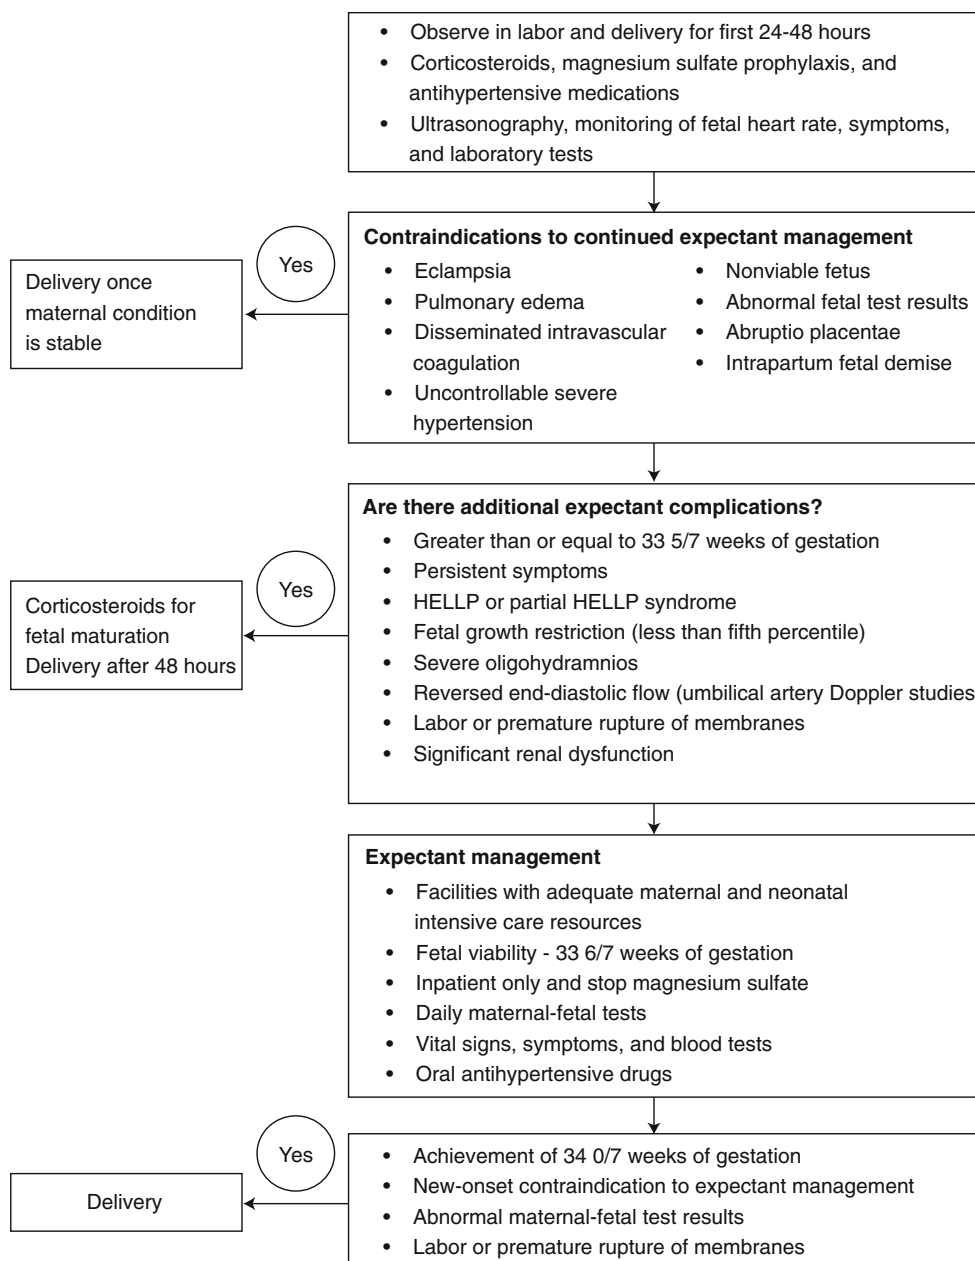 • Observe in labor and delivery for first 24-48 hours
• Corticosteroids, magnesium sulfate prophylaxis, and
antihypertensive medications
• Ultrasonography, monitoring of fetal heart rate, symptoms,
and laboratory tests
Contraindications to continued expectant management
• Eclampsia
• Pulmonary edema
• Disseminated intravascular
coagulation
• Uncontrollable severe
hypertension
• Nonviable fetus
• Abnormal fetal test results
• Abruptio placentae
• Intrapartum fetal demise
Yes
Delivery once
maternal condition
is stable
Are there additional expectant complications?
• Greater than or equal to 33 5/7 weeks of gestation
• Persistent symptoms
• HELLP or partial HELLP syndrome
• Fetal growth restriction (less than fifth percentile)
• Severe oligohydramnios
• Reversed end-diastolic flow (umbilical artery Doppler studies
• Labor or premature rupture of membranes
• Significant renal dysfunction
Yes
Corticosteroids for
fetal maturation
Delivery after 48 hours
Expectant management
• Facilities with adequate maternal and neonatal
intensive care resources
• Fetal viability - 33 6/7 weeks of gestation
• Inpatient only and stop magnesium sulfate
• Daily maternal-fetal tests
• Vital signs, symptoms, and blood tests
• Oral antihypertensive drugs
• Achievement of 34 0/7 weeks of gestation
• New-onset contraindication to expectant management
• Abnormal maternal-fetal test results
• Labor or premature rupture of membranes
Yes
Delivery